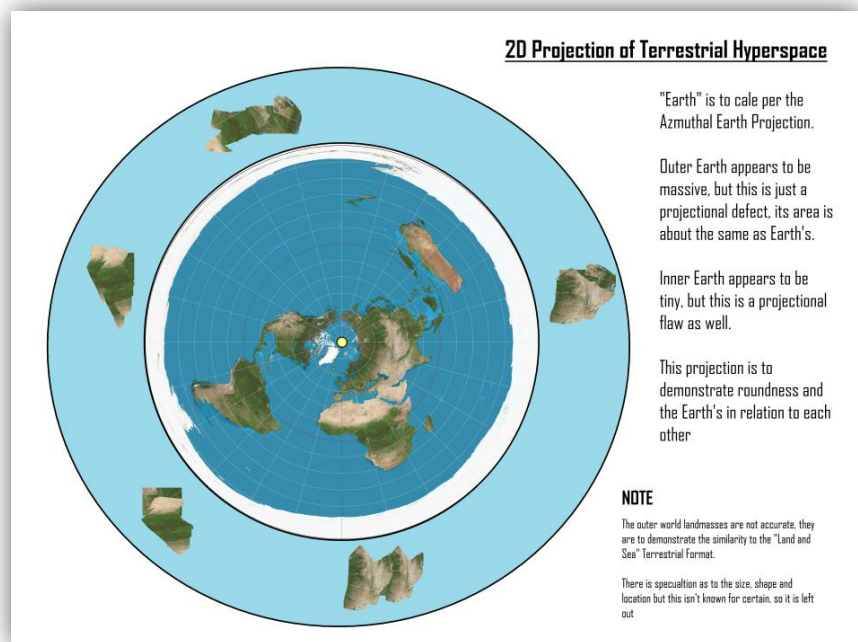 2D Projection of Terrestrial Hyperspace
"Earth" is to cale per the
Azmuthal Earth Projection.
Outer Earth appears to be
massive, but this is just a
projectional defect, its area is
about the same as Earth's.
Inner Earth appears to be
tiny, but this is a projectional
flaw as well.
This projection is to
demonstrate roundness and
the Earth's in relation to each
other
NOTE
The outer world landmasses are not accurate, they
are to demonstrate the similarity to the "Land and
Sea" Terrestrial Format.
There is specualtion as to the size, shape and
location but this isn't known for certain, so it is left
out